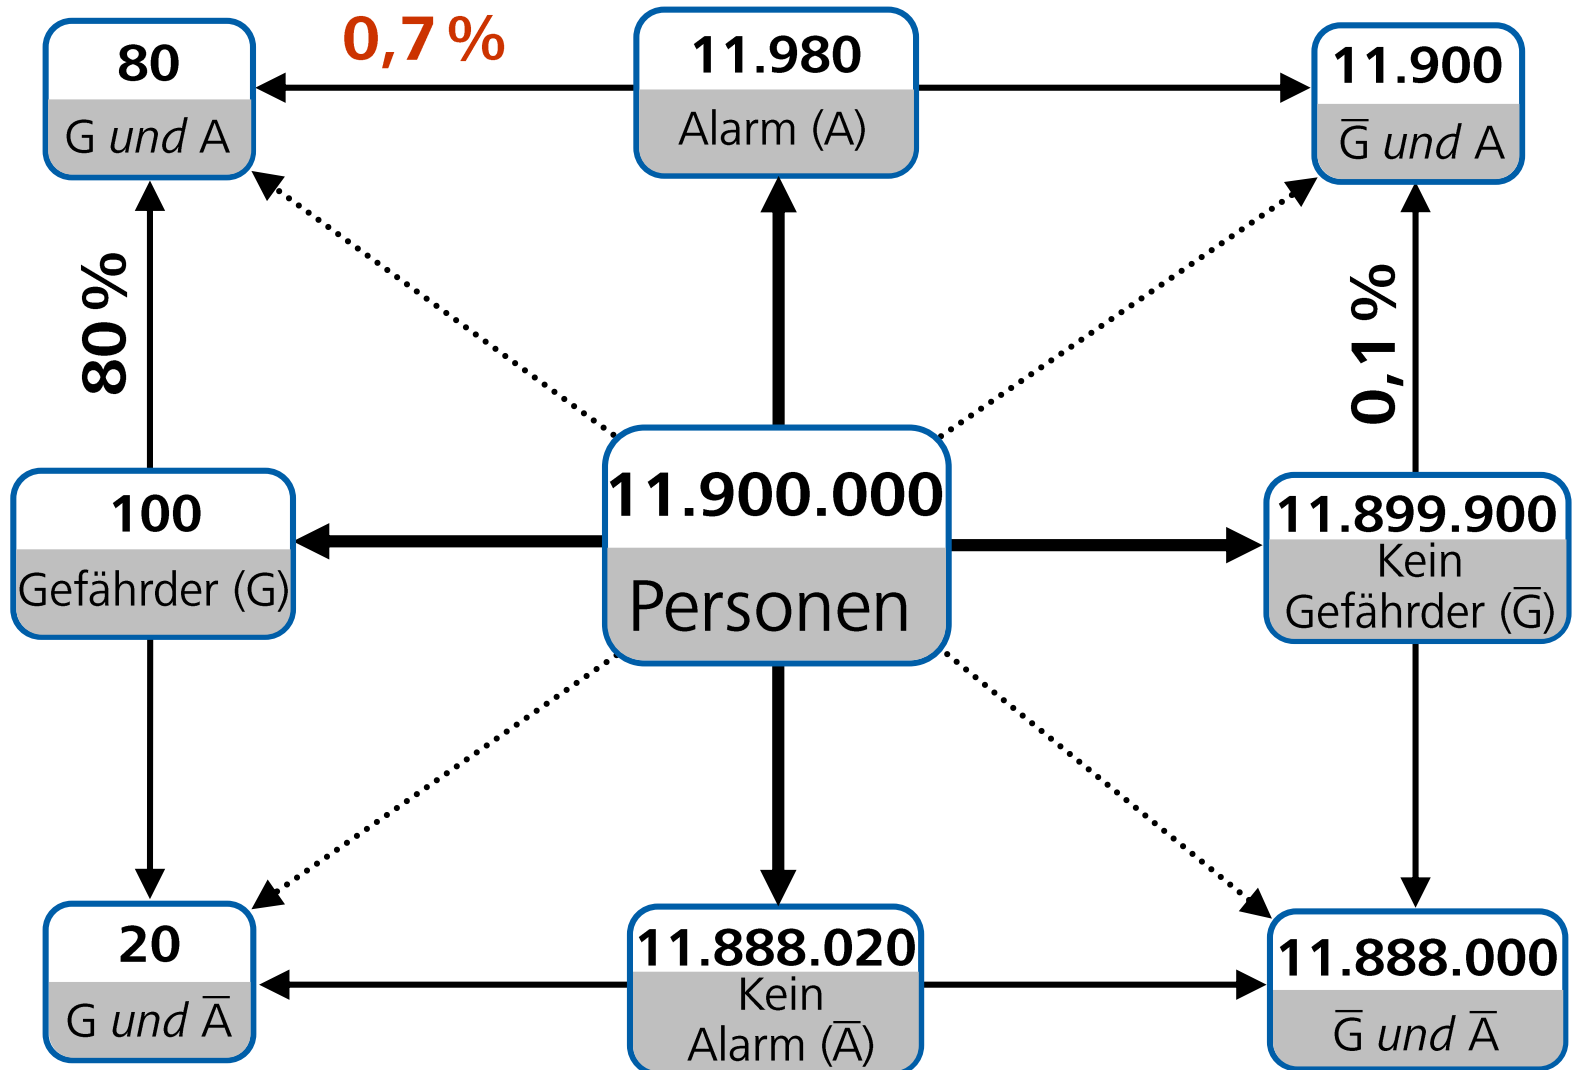 80
G und A
0,7 %
11.980
Alarm (A)
11.900
G̅ und A
80 %
0,1 %
100
Gefährder (G)
11.900.000
Personen
11.899.900
Kein
Gefährder (G̅)
20
G und A̅
11.888.020
Kein
Alarm (A̅)
11.888.000
G̅ und A̅